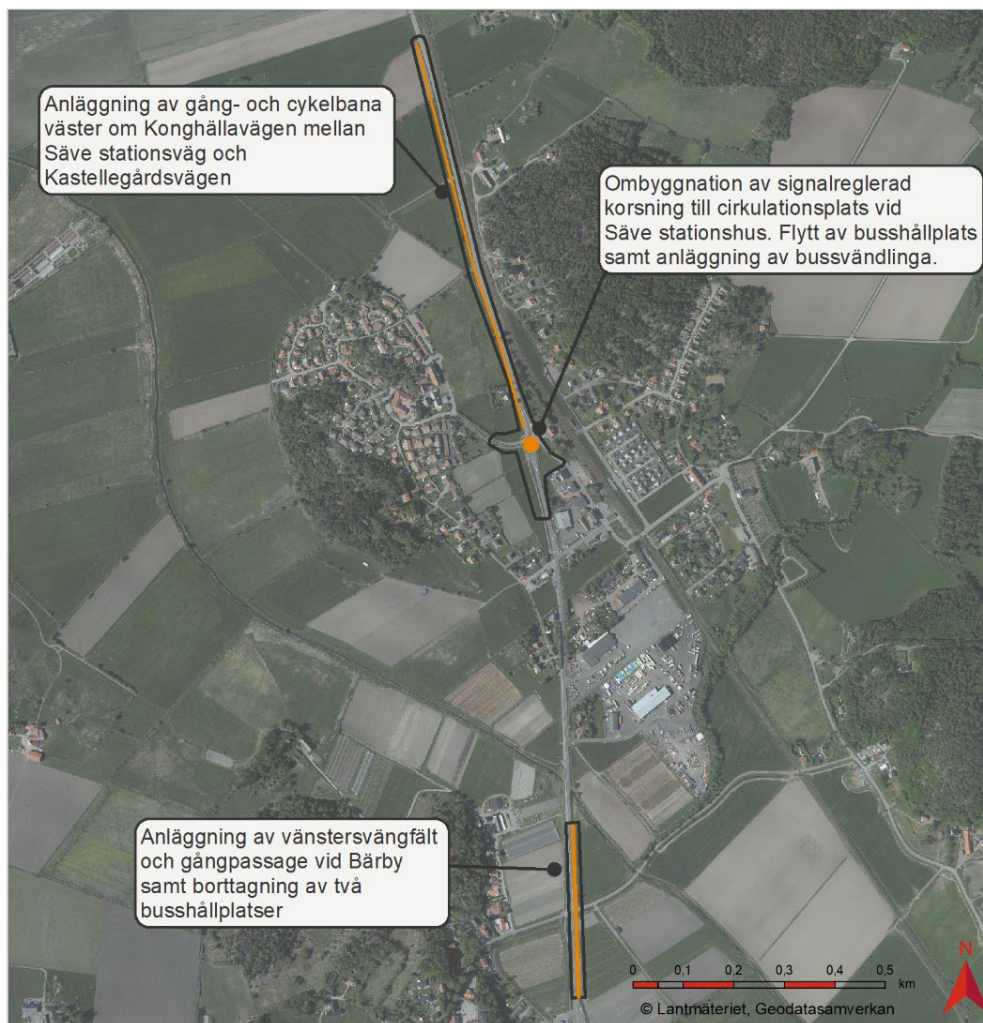 Anläggning av gång- och cykelbana
väster om Konghällavägen mellan
Säve stationsväg och
Kastellegårdsvägen
Ombyggnation av signalreglerad
korsning till cirkulationsplats vid
Säve stationshus. Flytt av busshållplats
samt anläggning av bussvändlinga.
Anläggning av vänstersvängfält
och gångpassage vid Bärby
samt borttagning av två
busshållplatser
N
0 0,1 0,2 0,3 0,4 0,5
km
© Lantmäteriet, Geodatasamverkan